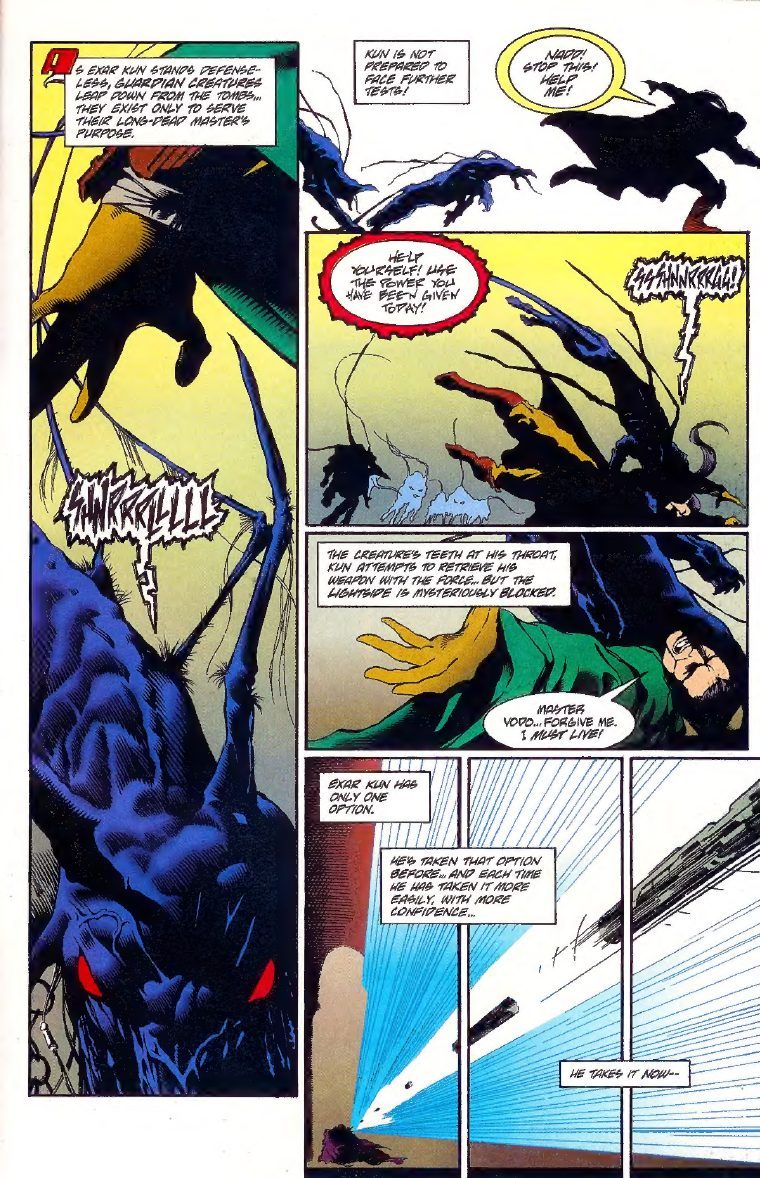 AS EXAR KUN STANDS DEFENSE-
LESS, GUARDIAN CREATURES
LEAP DOWN FROM THE TOMBS...
THEY EXIST ONLY TO SERVE
THEIR LONG-DEAD MASTER'S
PURPOSE.
SHNRRRLLLLL
KUN IS NOT
PREPARED TO
FACE FURTHER
TESTS!
NADD!
STOP THIS!
HELP
ME!
HELP
YOURSELF! USE
THE POWER YOU
HAVE BEEN GIVEN
TODAY!
SSSHNNRRRGG!
THE CREATURE'S TEETH AT HIS THROAT,
KUN ATTEMPTS TO RETRIEVE HIS
WEAPON WITH THE FORCE... BUT THE
LIGHTSIDE IS MYSTERIOUSLY BLOCKED.
MASTER
VODO...FORGIVE ME.
I MUST LIVE!
EXAR KUN HAS
ONLY ONE
OPTION.
HE'S TAKEN THAT OPTION
BEFORE... AND EACH TIME
HE HAS TAKEN IT MORE
EASILY, WITH MORE
CONFIDENCE...
HE TAKES IT NOW--